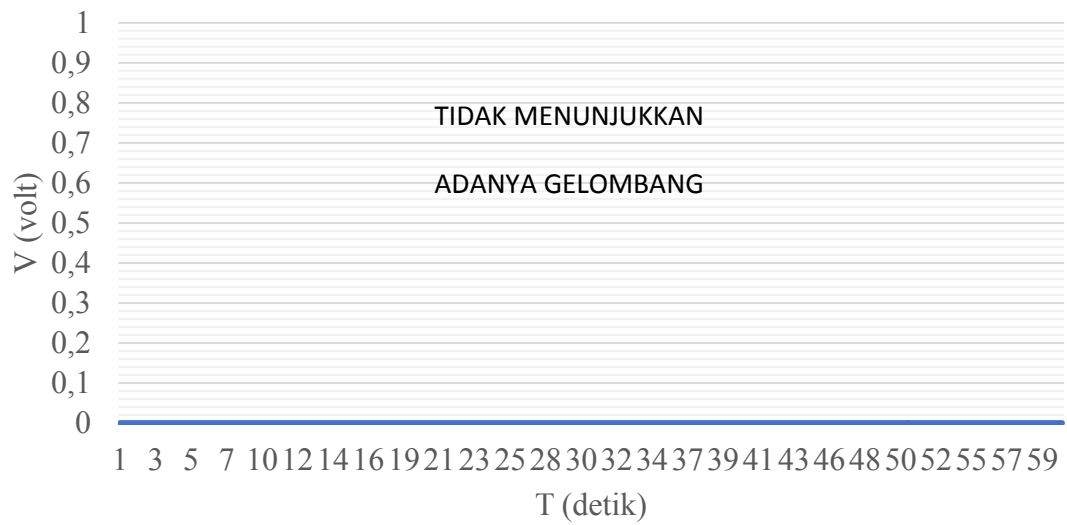 1
0,9
0,8
TIDAK MENUNJUKKAN
0,7
0,6
ADANYA GELOMBANG
0,5
V (volt)
0,4
0,3
0,2
0,1
0
1 3 5 7 10 12 14 16 19 21 23 25 28 30 32 34 37 39 41 43 46 48 50 52 55 57 59
T (detik)